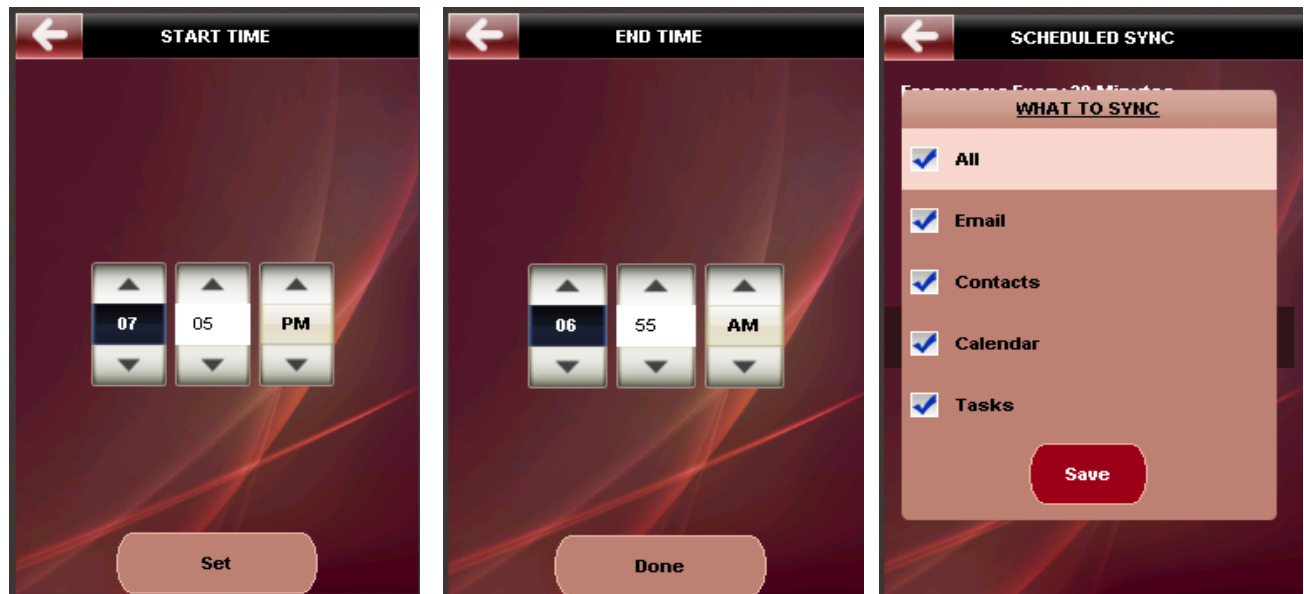 START TIME
07 05 PM
Set
END TIME
06 55 AM
Done
SCHEDULED SYNC
WHAT TO SYNC
All
Email
Contacts
Calendar
Tasks
Save